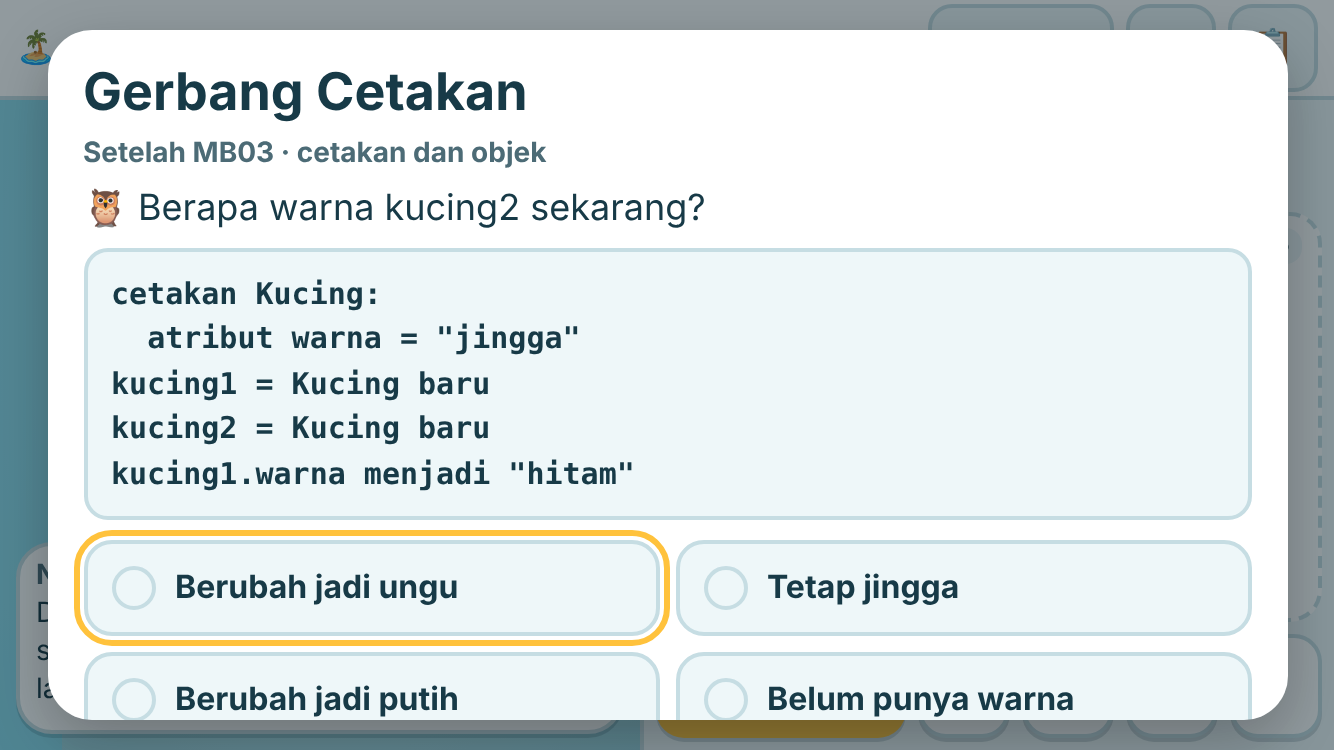 Gerbang Cetakan
Setelah MB03 · cetakan dan objek
🦉 Berapa warna kucing2 sekarang?
cetakan Kucing:
  atribut warna = "jingga"
kucing1 = Kucing baru
kucing2 = Kucing baru
kucing1.warna menjadi "hitam"
Berubah jadi ungu
Tetap jingga
Berubah jadi putih
Belum punya warna